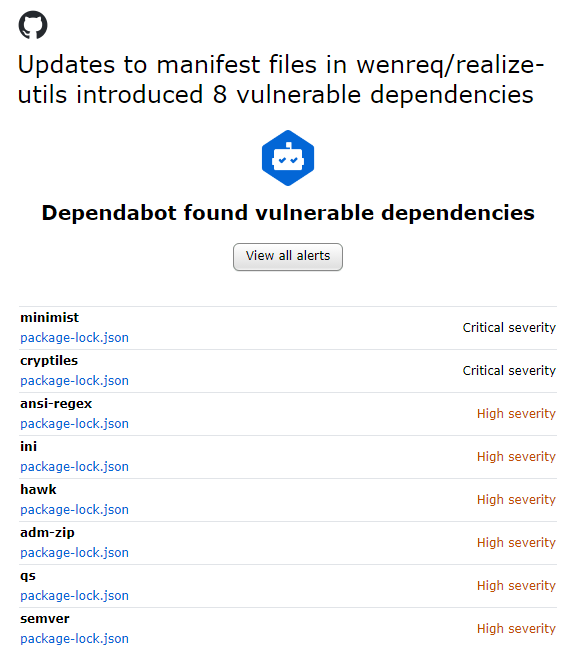 Updates to manifest files in wenreq/realize-
utils introduced 8 vulnerable dependencies
Dependabot found vulnerable dependencies
View all alerts
minimist
package-lock.json
Critical severity
cryptiles
package-lock.json
Critical severity
ansi-regex
package-lock.json
High severity
ini
package-lock.json
High severity
hawk
package-lock.json
High severity
adm-zip
package-lock.json
High severity
qs
package-lock.json
High severity
semver
package-lock.json
High severity